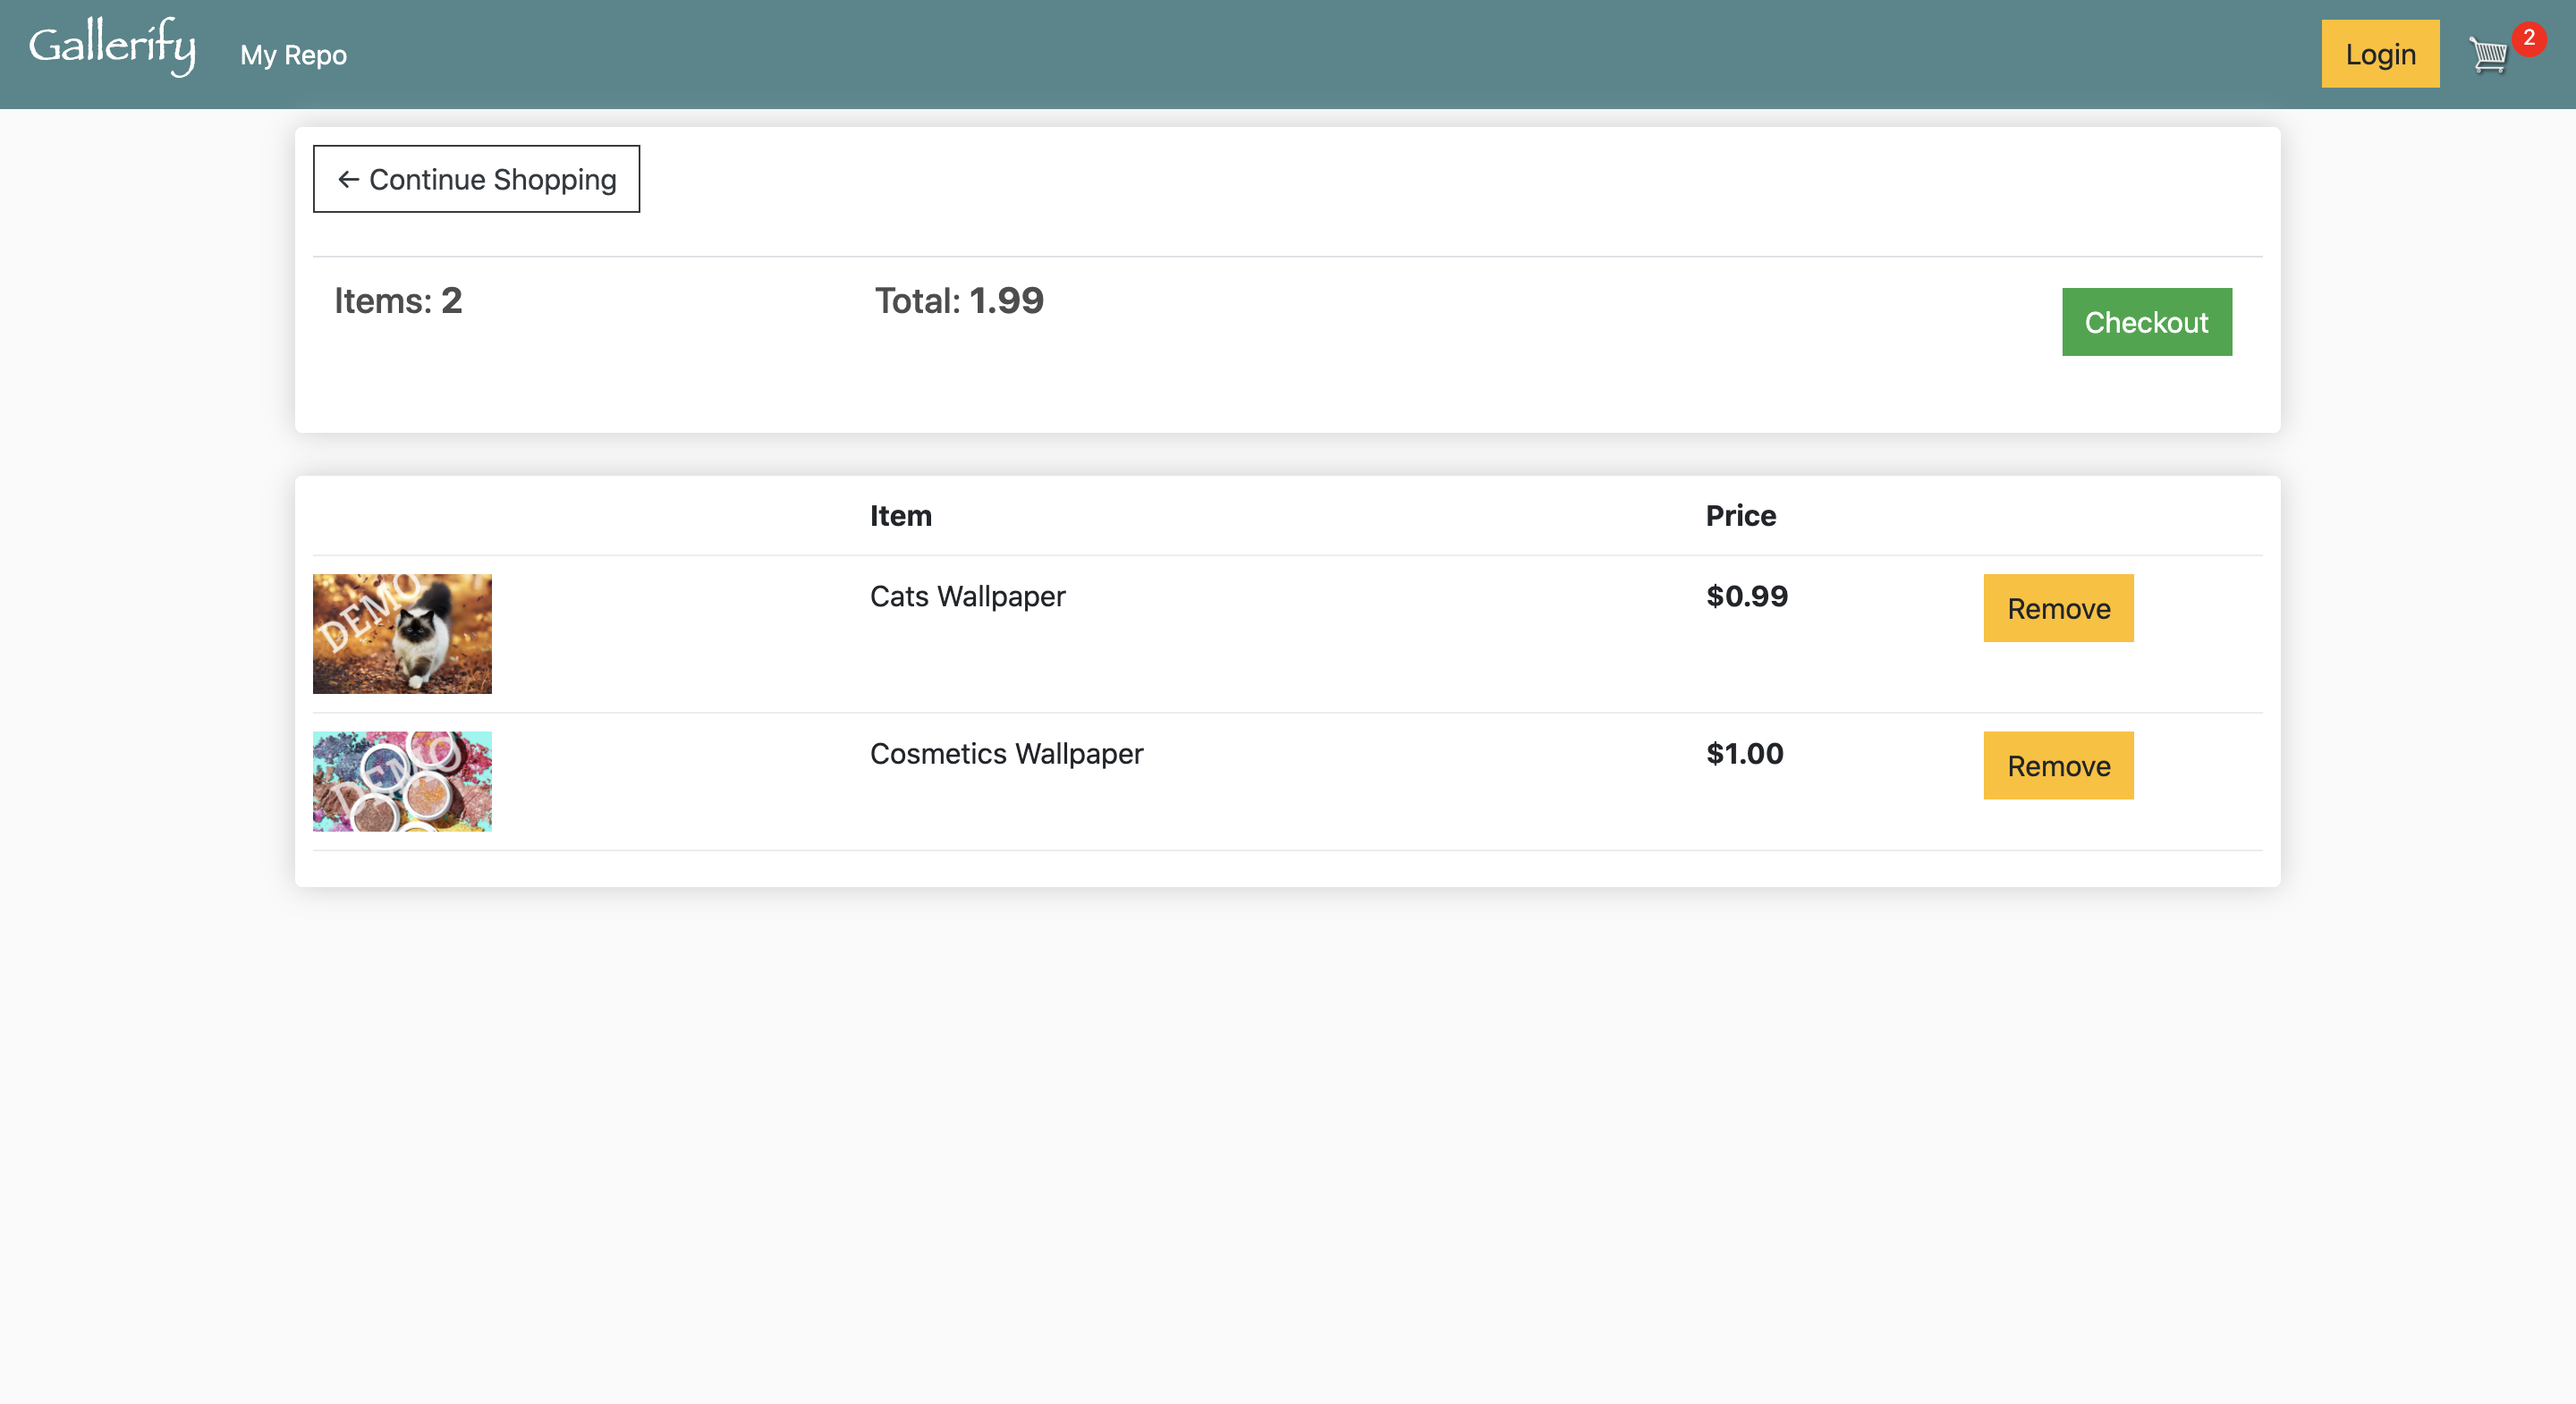 Gallerify
My Repo
Login
2
← Continue Shopping
Items: 2
Total: 1.99
Checkout
Item
Price
DEMO
Cats Wallpaper
$0.99
Remove
DEMO
Cosmetics Wallpaper
$1.00
Remove